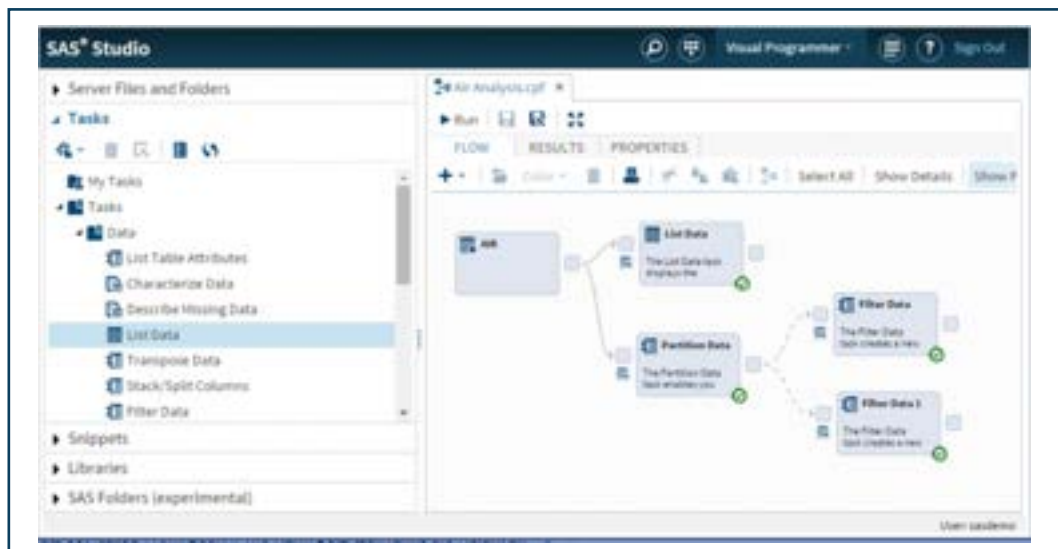 SAS® Studio
Visual Programmer
Sign Out
Server Files and Folders
Tasks
My Tasks
Tasks
Data
List Table Attributes
Characterize Data
Describe Missing Data
List Data
Transpose Data
Stack/Split Columns
Filter Data
Snippets
Libraries
SAS Folders (experimental)
Air Analysis.cpf
Run
FLOW RESULTS PROPERTIES
Color Select All Show Details Show
AIR
List Data
The List Data task
displays the
Partition Data
The Partition Data
task enables you
Filter Data
The Filter Data
task creates a new
Filter Data 1
The Filter Data
task creates a new
User: sasdemo